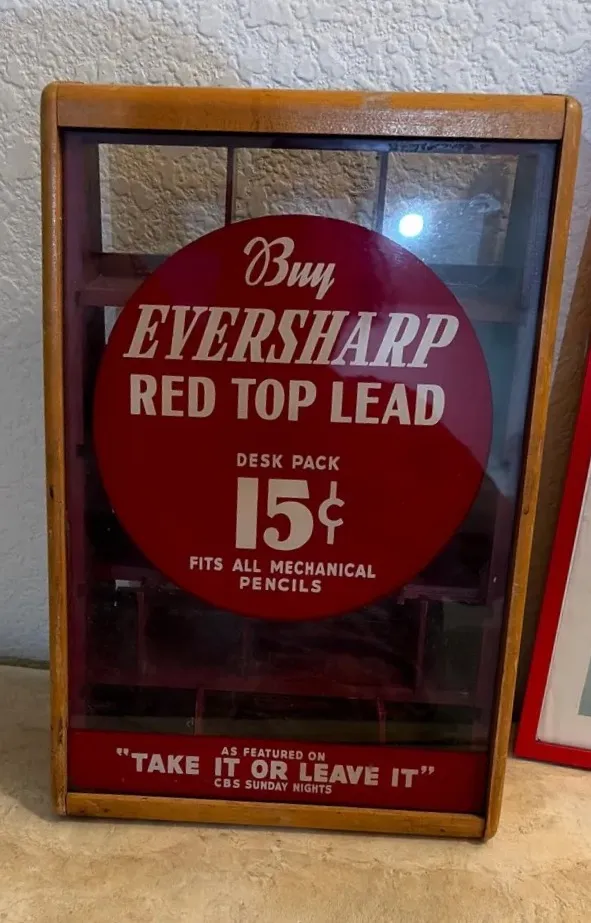 Buy
EVERSHARP
RED TOP LEAD
DESK PACK
15¢
FITS ALL MECHANICAL
PENCILS
AS FEATURED ON
"TAKE IT OR LEAVE IT"
CBS SUNDAY NIGHTS